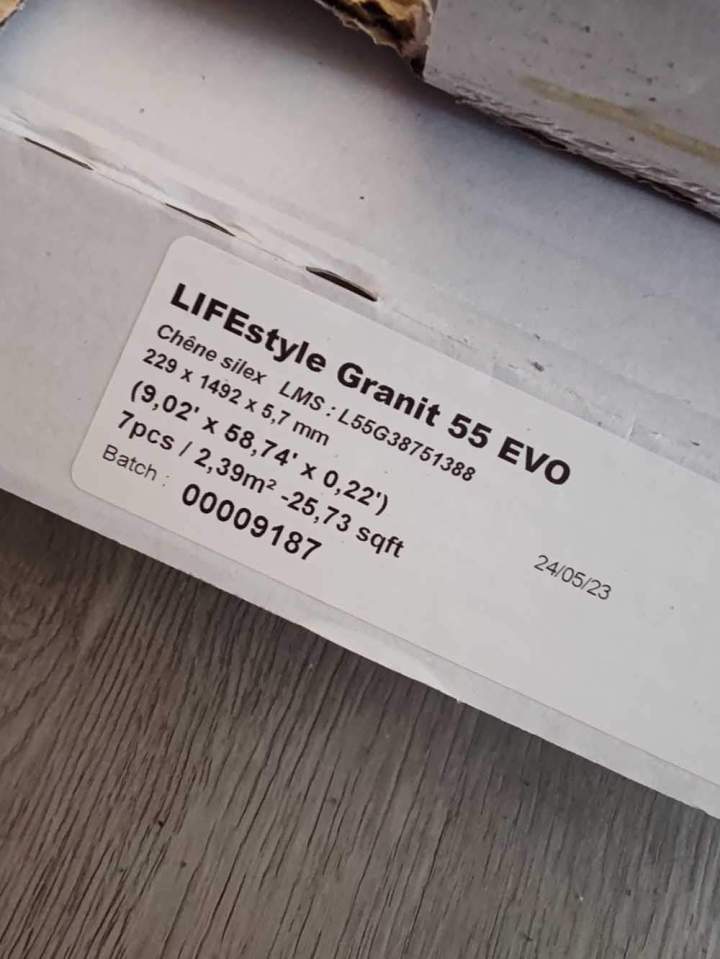 LIFEstyle Granit 55 EVO
Chêne silex LMS : L55G38751388
229 x 1492 x 5,7 mm
(9,02' x 58,74' x 0,22')
7pcs / 2,39m² -25,73 sqft
Batch : 00009187
24/05/23